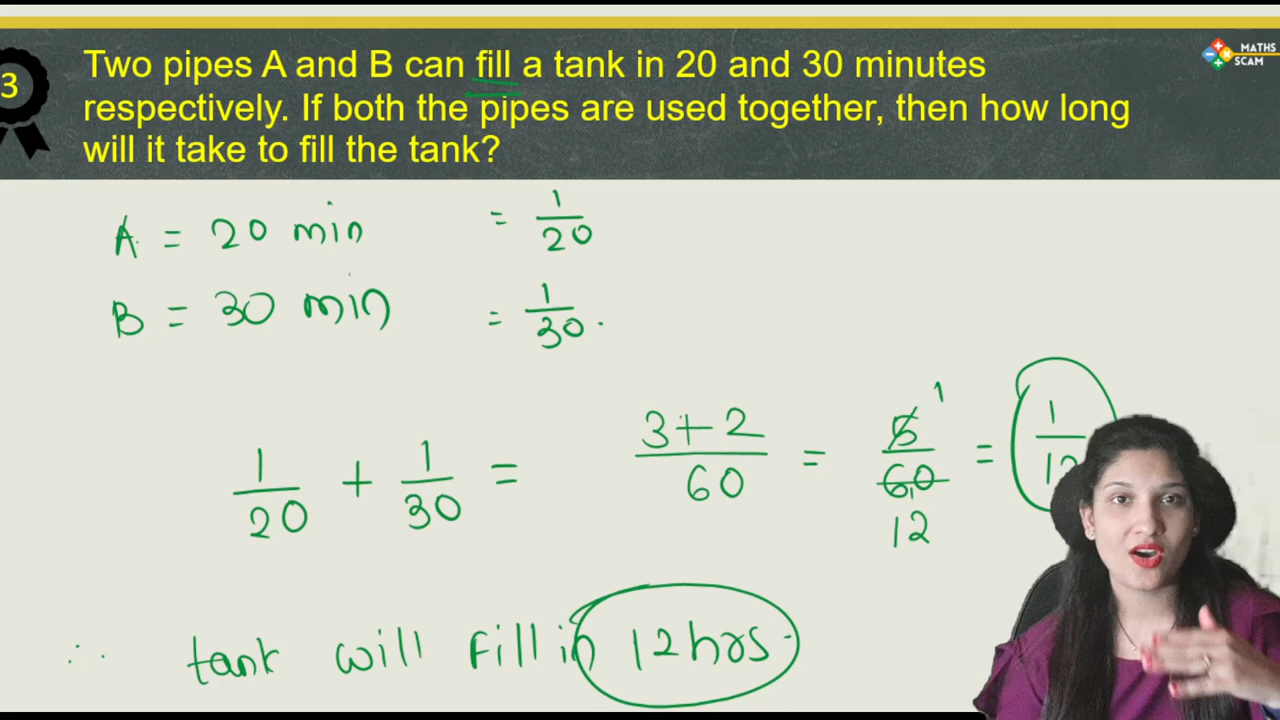 MATHS
SCAM
3
Two pipes A and B can fill a tank in 20 and 30 minutes
respectively. If both the pipes are used together, then how long
will it take to fill the tank?
A = 20 min = 1/20
B = 30 min = 1/30.
1/20 + 1/30 = 3+2/60 = 5/60 1 12 = 1/12
∴ tank will fill in 12 hrs.